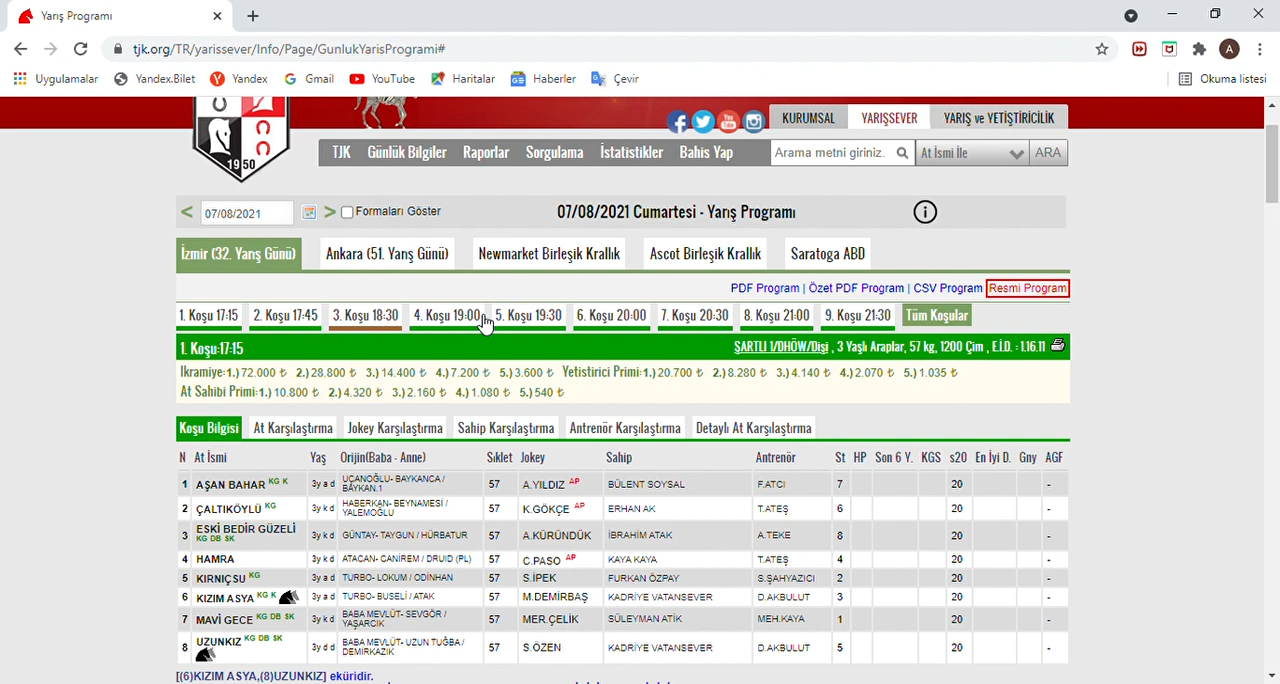 Yarış Programı
tjk.org/TR/yarissever/Info/Page/GunlukYarisProgrami#
A
Uygulamalar Yandex.Bilet Yandex Gmail YouTube Haritalar Haberler Çevir Okuma listesi
1950
KURUMSAL YARIŞSEVER YARIŞ ve YETİŞTİRİCİLİK
TJK Günlük Bilgiler Raporlar Sorgulama İstatistikler Bahis Yap Arama metni giriniz. At İsmi İle ARA
< 07/08/2021 > Formaları Göster 07/08/2021 Cumartesi - Yarış Programı
İzmir (32. Yarış Günü) Ankara (51. Yarış Günü) Newmarket Birleşik Krallık Ascot Birleşik Krallık Saratoga ABD
PDF Program | Özet PDF Program | CSV Program Resmi Program
1. Koşu 17:15 2. Koşu 17:45 3. Koşu 18:30 4. Koşu 19:00 5. Koşu 19:30 6. Koşu 20:00 7. Koşu 20:30 8. Koşu 21:00 9. Koşu 21:30 Tüm Koşular
1. Koşu:17:15 ŞARTLI 1/DHÖW/Dişi , 3 Yaşlı Araplar, 57 kg, 1200 Çim , E.İ.D. : 1.16.11
Ikramiye:1.) 72.000 ₺ 2.) 28.800 ₺ 3.) 14.400 ₺ 4.) 7.200 ₺ 5.) 3.600 ₺ Yetistirici Primi:1.) 20.700 ₺ 2.) 8.280 ₺ 3.) 4.140 ₺ 4.) 2.070 ₺ 5.) 1.035 ₺
At Sahibi Primi:1.) 10.800 ₺ 2.) 4.320 ₺ 3.) 2.160 ₺ 4.) 1.080 ₺ 5.) 540 ₺
Koşu Bilgisi At Karşılaştırma Jokey Karşılaştırma Sahip Karşılaştırma Antrenör Karşılaştırma Detaylı At Karşılaştırma
N At İsmi Yaş Orijin(Baba - Anne) Sıklet Jokey Sahip Antrenör St HP Son 6 Y. KGS s20 En İyi D. Gny AGF
1 AŞAN BAHAR KG K 3y a d UÇANOĞLU- BAYKANCA / BAYKAN.1 57 A.YILDIZ AP BÜLENT SOYSAL F.ATCI 7 20 -
2 ÇALTIKÖYLÜ KG 3y k d HABERKAN- BEYNAMESİ / YALEMOĞLU 57 K.GÖKÇE AP ERHAN AK T.ATEŞ 6 20 -
3 ESKİ BEDİR GÜZELİ KG DB SK 3y k d GÜNTAY- TAYGUN / HÜRBATUR 57 A.KÜRÜNDÜK İBRAHİM ATAK A.TEKE 8 20 -
4 HAMRA 3y k d ATACAN- CANİREM / DRUID (PL) 57 C.PASO AP KAYA KAYA T.ATEŞ 4 20 -
5 KIRNIÇSU KG 3y a d TURBO- LOKUM / ODİNHAN 57 S.İPEK FURKAN ÖZPAY S.ŞAHYAZICI 2 20 -
6 KIZIM ASYA KG K 3y a d TURBO- BUSELİ / ATAK 57 M.DEMİRBAŞ KADRİYE VATANSEVER D.AKBULUT 3 20 -
7 MAVİ GECE KG DB SK 3y k d BABA MEVLÜT- SEVGÖR / YAŞARCIK 57 MER.ÇELİK SÜLEYMAN ATİK MEH.KAYA 1 20 -
8 UZUNKIZ KG DB SK 3y d d BABA MEVLÜT- UZUN TUĞBA / DEMİRKAZIK 57 S.ÖZEN KADRİYE VATANSEVER D.AKBULUT 5 20 -
[(6)KIZIM ASYA,(8)UZUNKIZ] eküridir.